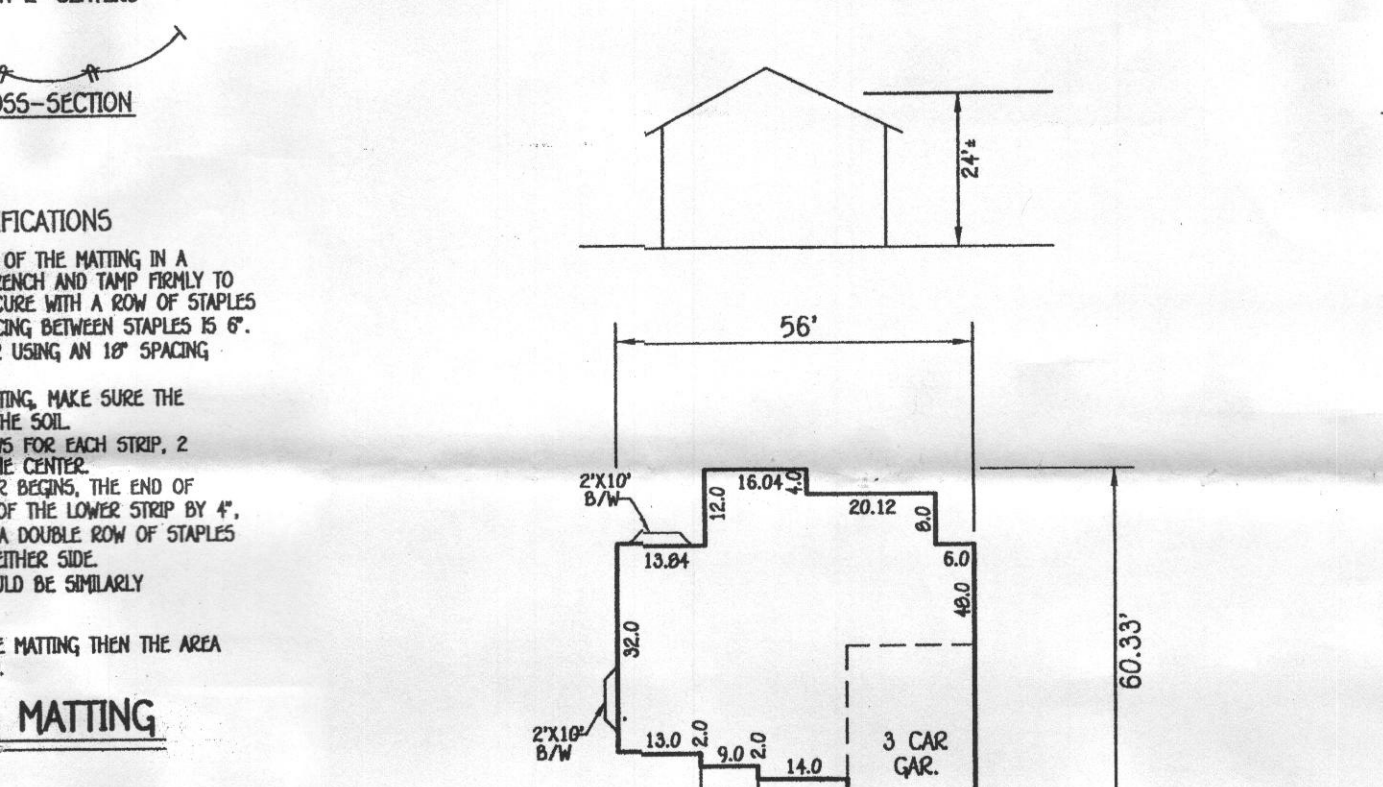 OSS-SECTION
IFICATIONS
OF THE MATTING IN A
RENCH AND TAMP FIRMLY TO
CURE WITH A ROW OF STAPLES
CING BETWEEN STAPLES IS 6".
R USING AN 18" SPACING
TING, MAKE SURE THE
THE SOIL.
WS FOR EACH STRIP, 2
HE CENTER.
R BEGINS, THE END OF
OF THE LOWER STRIP BY 4",
A DOUBLE ROW OF STAPLES
EITHER SIDE.
ULD BE SIMILARLY
E MATTING THEN THE AREA
MATTING
24'±
56'
2'X10'
B/W
12.0
16.04
4.0
20.12
8.0
13.84
6.0
48.0
32.0
60.33'
2'X10'
B/W
13.0
2.0
9.0
2.0
14.0
3 CAR
GAR.